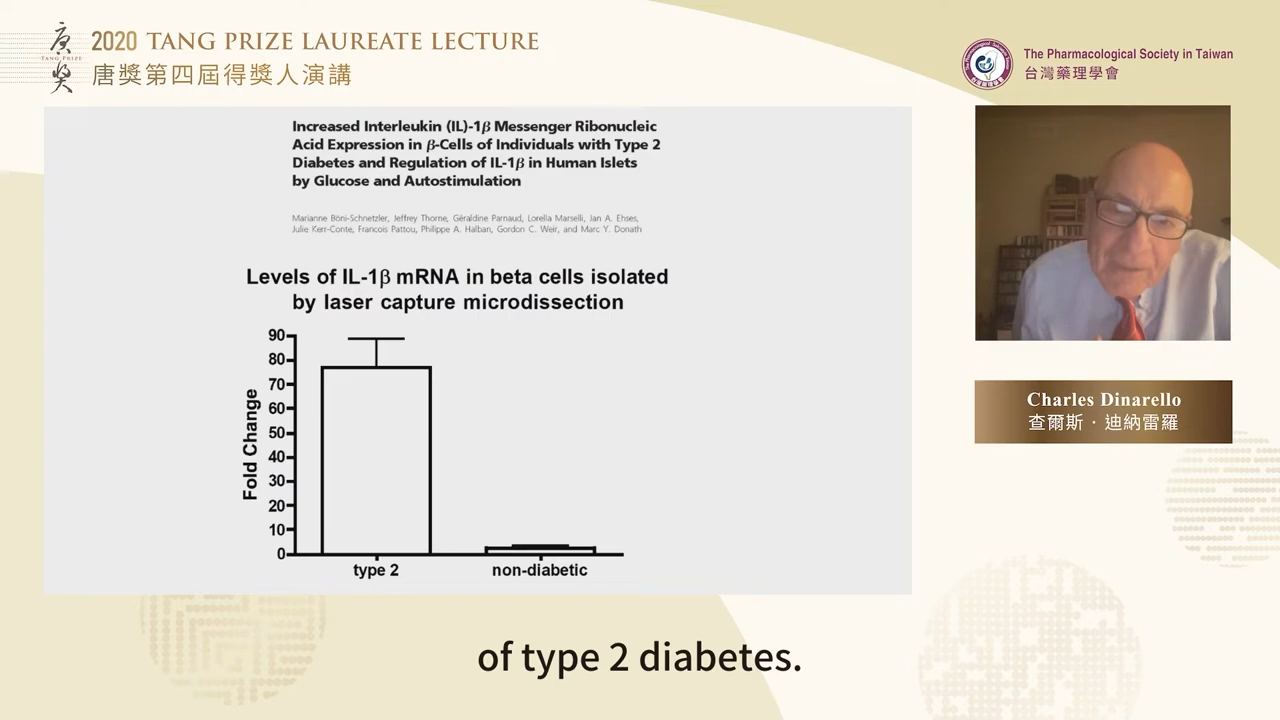 唐獎
TANG PRIZE
2020 TANG PRIZE LAUREATE LECTURE
唐獎第四屆得獎人演講
The Pharmacological Society in Taiwan
台灣藥理學會
Increased Interleukin (IL)-1β Messenger Ribonucleic
Acid Expression in β-Cells of Individuals with Type 2
Diabetes and Regulation of IL-1β in Human Islets
by Glucose and Autostimulation
Marianne Böni-Schnetzler, Jeffrey Thorne, Géraldine Parnaud, Lorella Marselli, Jan A. Ehses,
Julie Kerr-Conte, Francois Pattou, Philippe A. Halban, Gordon C. Weir, and Marc Y. Donath
Levels of IL-1β mRNA in beta cells isolated
by laser capture microdissection
Fold Change
90
80
70
60
50
40
30
20
10
0
type 2
non-diabetic
Charles Dinarello
查爾斯・迪納雷羅
of type 2 diabetes.